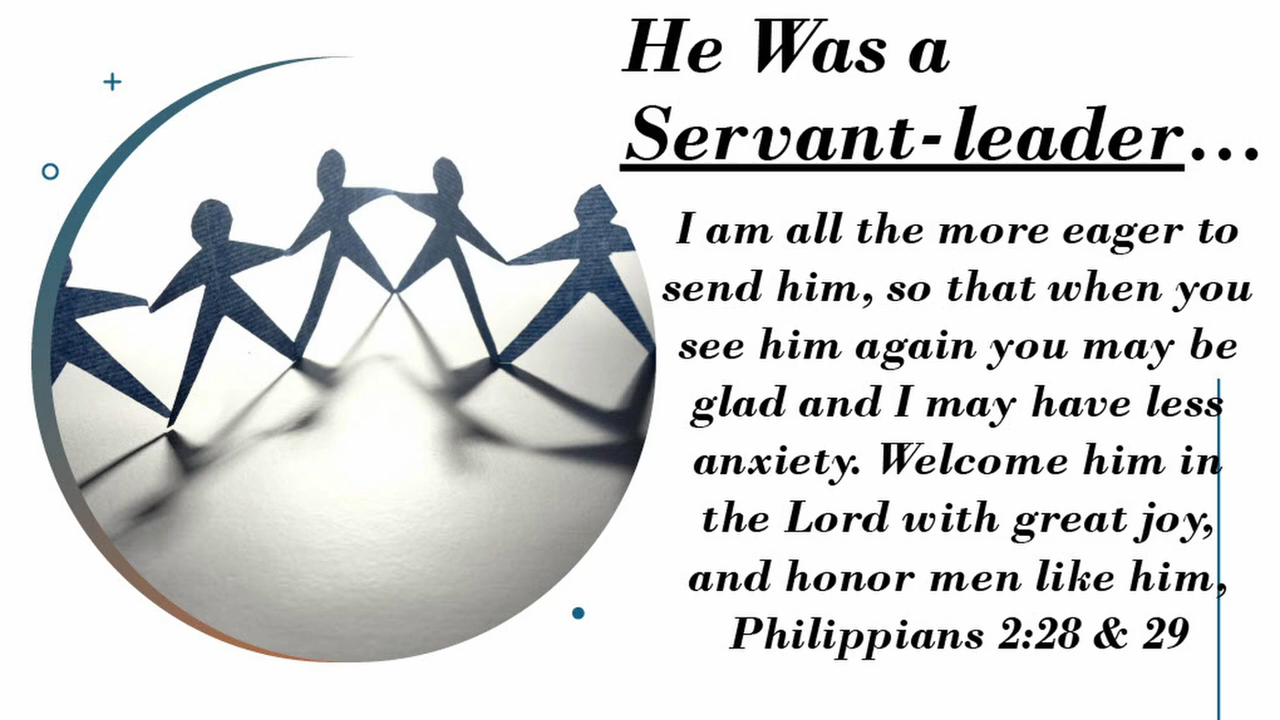 He Was a
Servant-leader...
I am all the more eager to
send him, so that when you
see him again you may be
glad and I may have less
anxiety. Welcome him in
the Lord with great joy,
and honor men like him,
Philippians 2:28 & 29